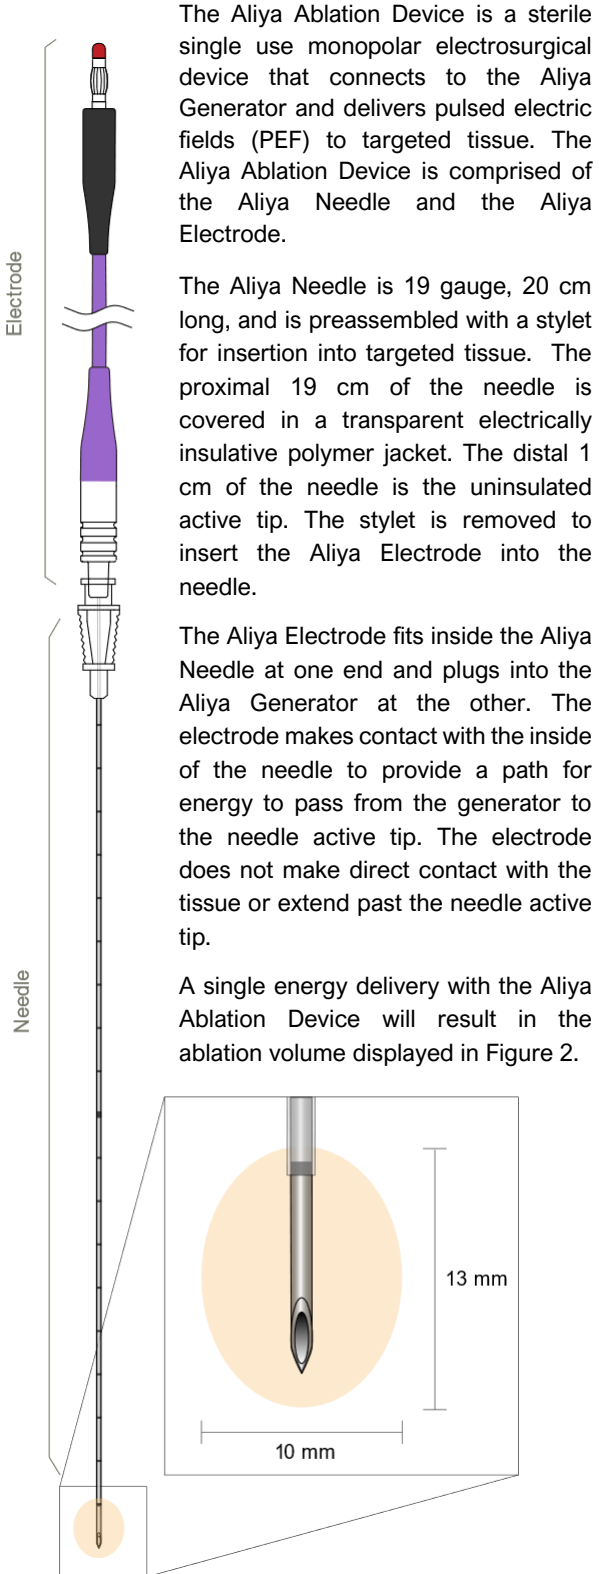 The Aliya Ablation Device is a sterile
single use monopolar electrosurgical
device that connects to the Aliya
Generator and delivers pulsed electric
fields (PEF) to targeted tissue. The
Aliya Ablation Device is comprised of
the Aliya Needle and the Aliya
Electrode.
The Aliya Needle is 19 gauge, 20 cm
long, and is preassembled with a stylet
for insertion into targeted tissue. The
proximal 19 cm of the needle is
covered in a transparent electrically
insulative polymer jacket. The distal 1
cm of the needle is the uninsulated
active tip. The stylet is removed to
insert the Aliya Electrode into the
needle.
The Aliya Electrode fits inside the Aliya
Needle at one end and plugs into the
Aliya Generator at the other. The
electrode makes contact with the inside
of the needle to provide a path for
energy to pass from the generator to
the needle active tip. The electrode
does not make direct contact with the
tissue or extend past the needle active
tip.
A single energy delivery with the Aliya
Ablation Device will result in the
ablation volume displayed in Figure 2.
Electrode
Needle
13 mm
10 mm